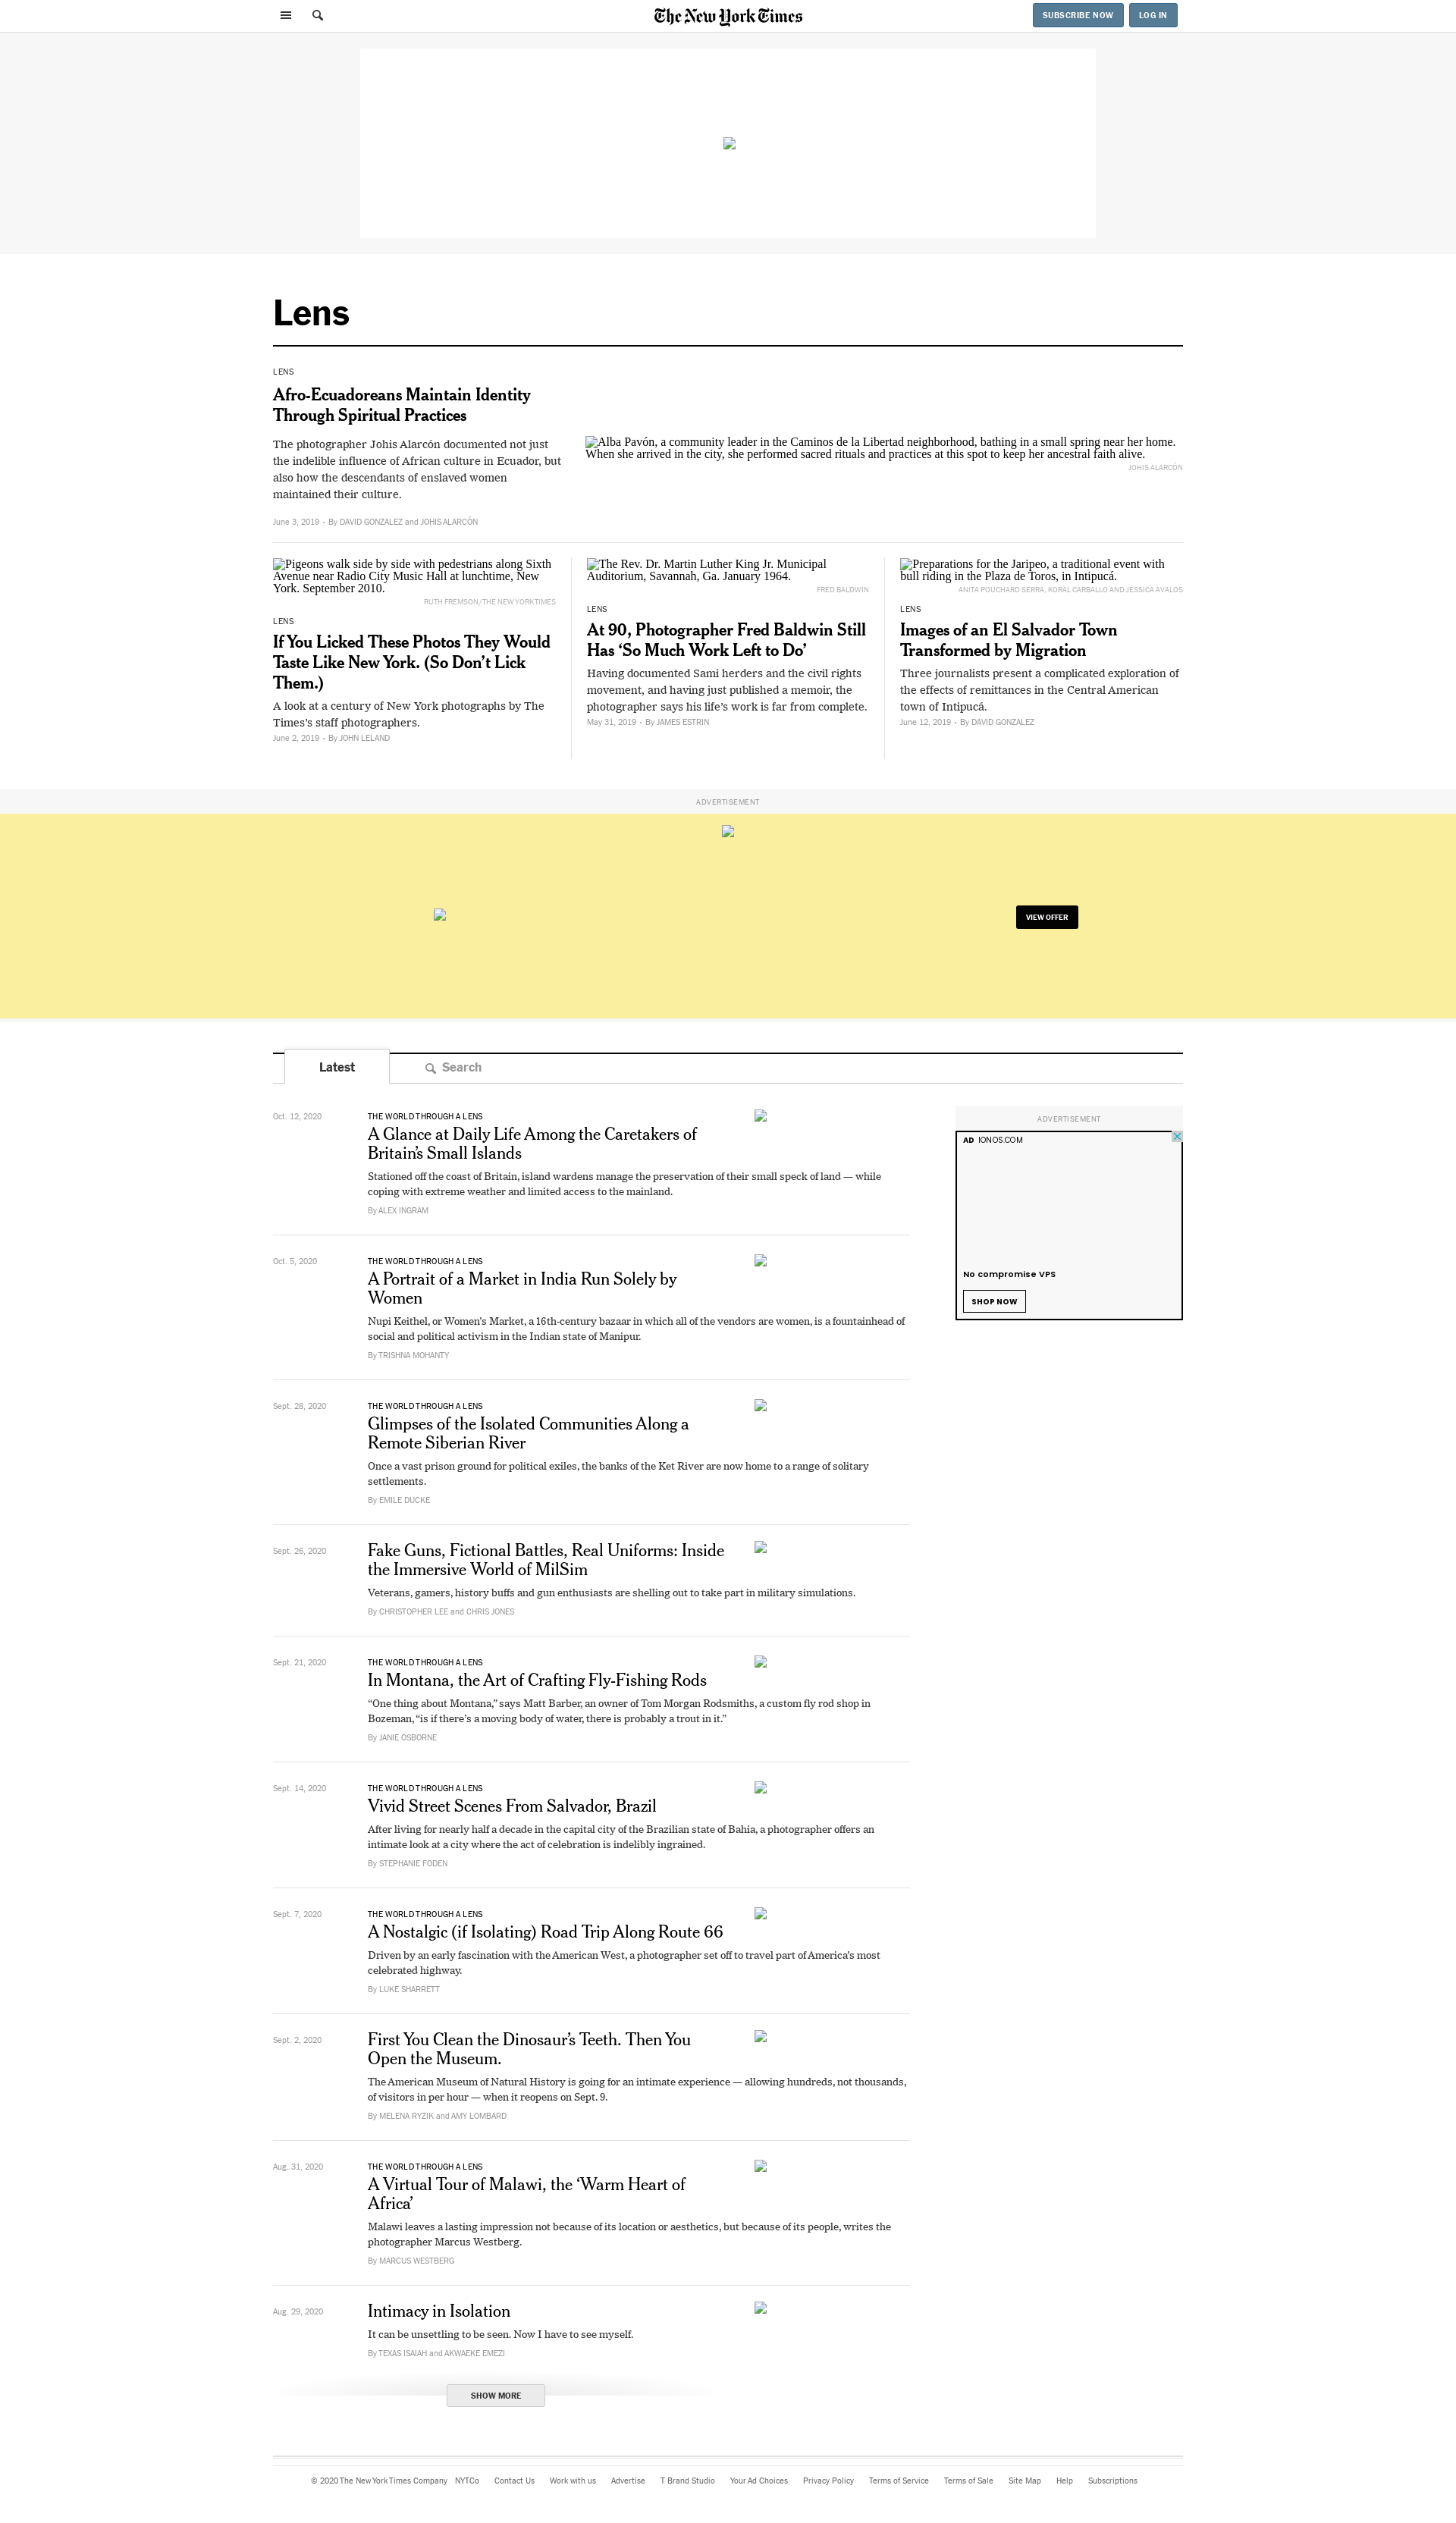 The New York Times
SUBSCRIBE NOW
LOG IN
Lens
LENS
Afro-Ecuadoreans Maintain Identity
Through Spiritual Practices
The photographer Johis Alarcón documented not just
the indelible influence of African culture in Ecuador, but
also how the descendants of enslaved women
maintained their culture.
June 3, 2019 • By DAVID GONZALEZ and JOHIS ALARCÓN
Alba Pavón, a community leader in the Caminos de la Libertad neighborhood, bathing in a small spring near her home.
When she arrived in the city, she performed sacred rituals and practices at this spot to keep her ancestral faith alive.
JOHIS ALARCÓN
Pigeons walk side by side with pedestrians along Sixth
Avenue near Radio City Music Hall at lunchtime, New
York. September 2010.
RUTH FREMSON/THE NEW YORK TIMES
LENS
If You Licked These Photos They Would
Taste Like New York. (So Don’t Lick
Them.)
A look at a century of New York photographs by The
Times’s staff photographers.
June 2, 2019 • By JOHN LELAND
The Rev. Dr. Martin Luther King Jr. Municipal
Auditorium, Savannah, Ga. January 1964.
FRED BALDWIN
LENS
At 90, Photographer Fred Baldwin Still
Has ‘So Much Work Left to Do’
Having documented Sami herders and the civil rights
movement, and having just published a memoir, the
photographer says his life’s work is far from complete.
May 31, 2019 • By JAMES ESTRIN
Preparations for the Jaripeo, a traditional event with
bull riding in the Plaza de Toros, in Intipucá.
ANITA POUCHARD SERRA, KORAL CARBALLO AND JESSICA AVALOS
LENS
Images of an El Salvador Town
Transformed by Migration
Three journalists present a complicated exploration of
the effects of remittances in the Central American
town of Intipucá.
June 12, 2019 • By DAVID GONZALEZ
ADVERTISEMENT
VIEW OFFER
Latest
Search
Oct. 12, 2020
THE WORLD THROUGH A LENS
A Glance at Daily Life Among the Caretakers of
Britain’s Small Islands
Stationed off the coast of Britain, island wardens manage the preservation of their small speck of land — while
coping with extreme weather and limited access to the mainland.
By ALEX INGRAM
ADVERTISEMENT
AD IONOS.COM
No compromise VPS
SHOP NOW
Oct. 5, 2020
THE WORLD THROUGH A LENS
A Portrait of a Market in India Run Solely by
Women
Nupi Keithel, or Women’s Market, a 16th-century bazaar in which all of the vendors are women, is a fountainhead of
social and political activism in the Indian state of Manipur.
By TRISHNA MOHANTY
Sept. 28, 2020
THE WORLD THROUGH A LENS
Glimpses of the Isolated Communities Along a
Remote Siberian River
Once a vast prison ground for political exiles, the banks of the Ket River are now home to a range of solitary
settlements.
By EMILE DUCKE
Sept. 26, 2020
Fake Guns, Fictional Battles, Real Uniforms: Inside
the Immersive World of MilSim
Veterans, gamers, history buffs and gun enthusiasts are shelling out to take part in military simulations.
By CHRISTOPHER LEE and CHRIS JONES
Sept. 21, 2020
THE WORLD THROUGH A LENS
In Montana, the Art of Crafting Fly-Fishing Rods
“One thing about Montana,” says Matt Barber, an owner of Tom Morgan Rodsmiths, a custom fly rod shop in
Bozeman, “is if there’s a moving body of water, there is probably a trout in it.”
By JANIE OSBORNE
Sept. 14, 2020
THE WORLD THROUGH A LENS
Vivid Street Scenes From Salvador, Brazil
After living for nearly half a decade in the capital city of the Brazilian state of Bahia, a photographer offers an
intimate look at a city where the act of celebration is indelibly ingrained.
By STEPHANIE FODEN
Sept. 7, 2020
THE WORLD THROUGH A LENS
A Nostalgic (if Isolating) Road Trip Along Route 66
Driven by an early fascination with the American West, a photographer set off to travel part of America’s most
celebrated highway.
By LUKE SHARRETT
Sept. 2, 2020
First You Clean the Dinosaur’s Teeth. Then You
Open the Museum.
The American Museum of Natural History is going for an intimate experience — allowing hundreds, not thousands,
of visitors in per hour — when it reopens on Sept. 9.
By MELENA RYZIK and AMY LOMBARD
Aug. 31, 2020
THE WORLD THROUGH A LENS
A Virtual Tour of Malawi, the ‘Warm Heart of
Africa’
Malawi leaves a lasting impression not because of its location or aesthetics, but because of its people, writes the
photographer Marcus Westberg.
By MARCUS WESTBERG
Aug. 29, 2020
Intimacy in Isolation
It can be unsettling to be seen. Now I have to see myself.
By TEXAS ISAIAH and AKWAEKE EMEZI
SHOW MORE
© 2020 The New York Times Company NYTCo Contact Us Work with us Advertise T Brand Studio Your Ad Choices Privacy Policy Terms of Service Terms of Sale Site Map Help Subscriptions